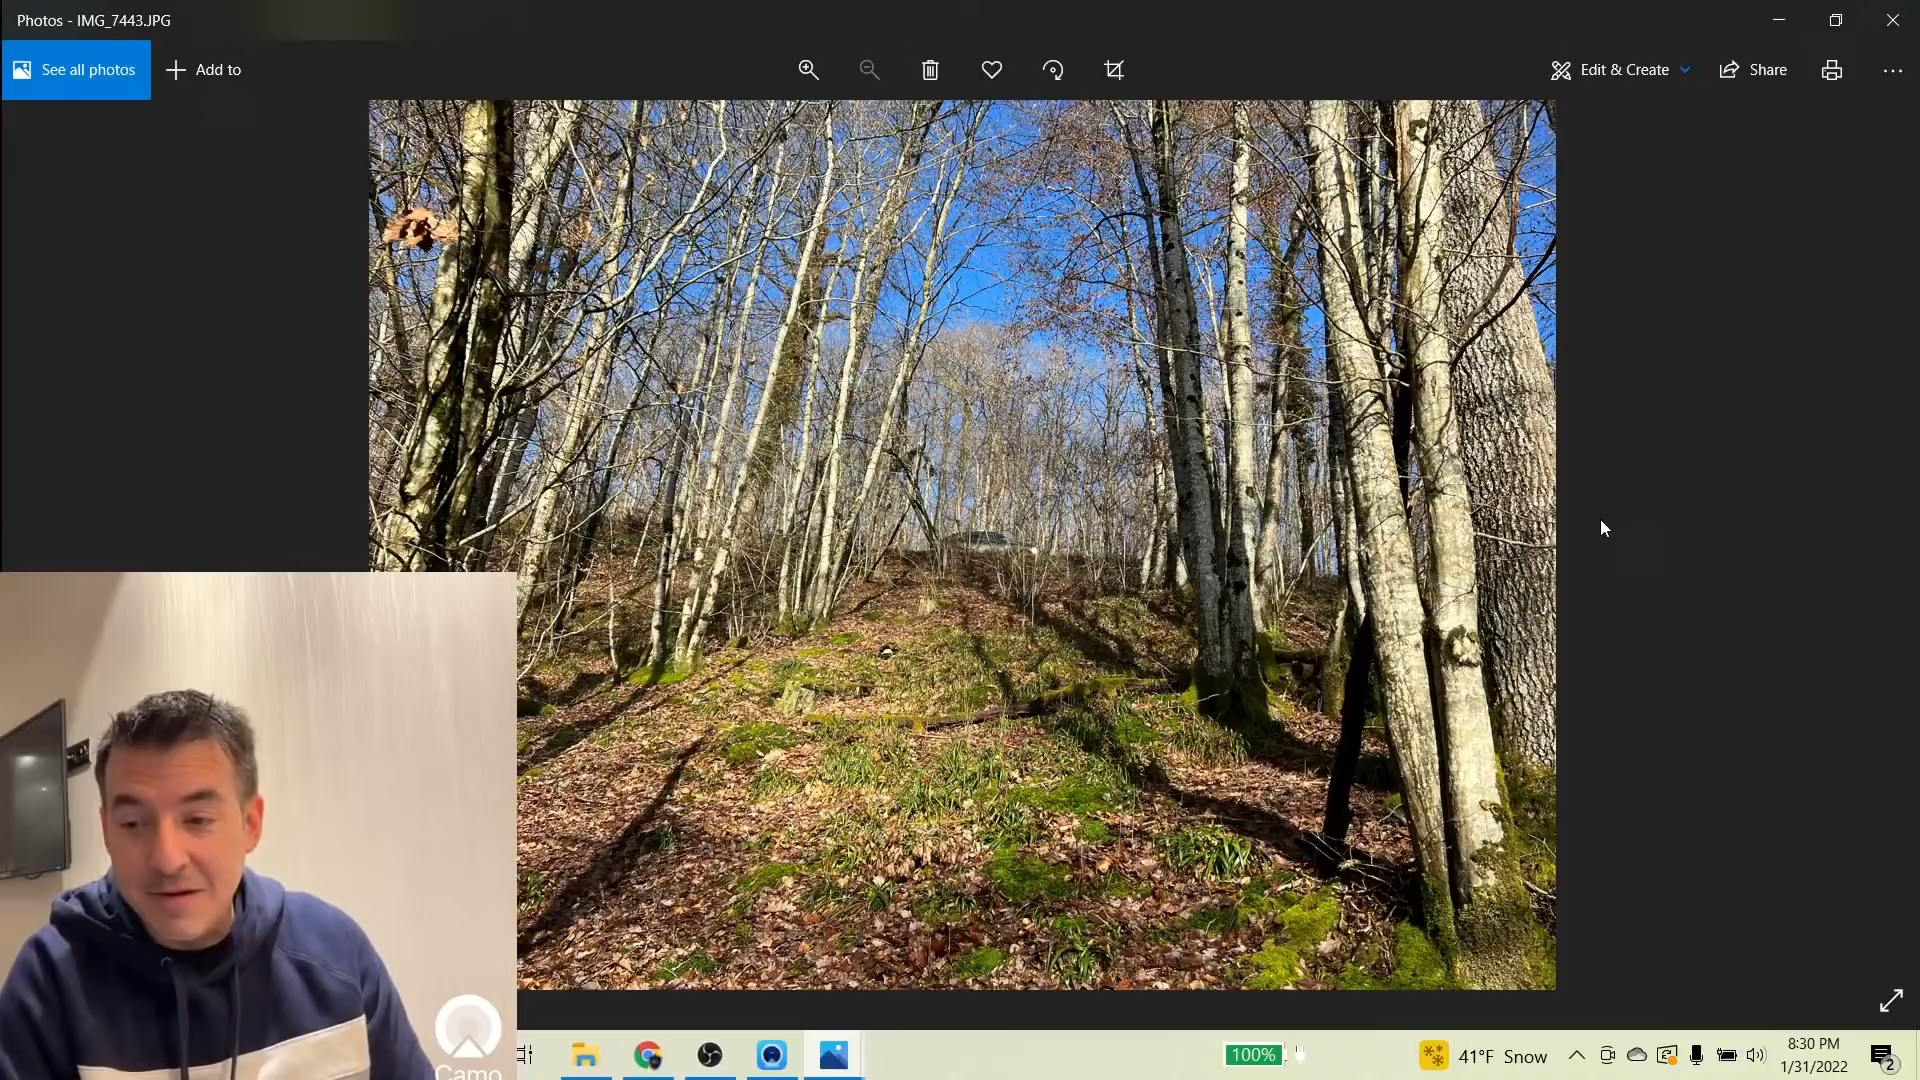 Photos - IMG_7443.JPG
See all photos
Add to
Edit & Create
Share
100%
41°F Snow
8:30 PM
1/31/2022
2
Camo